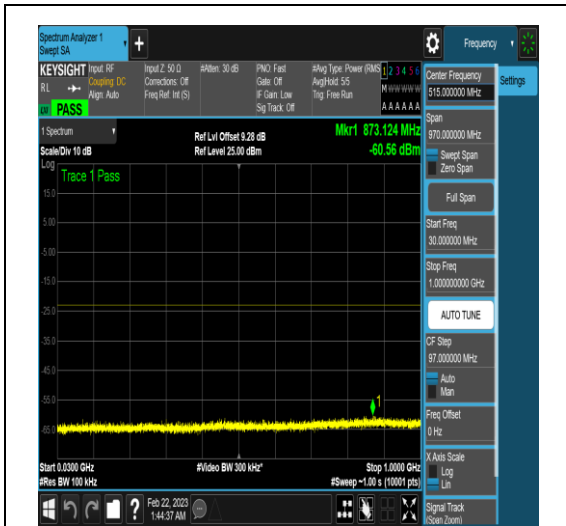 Spectrum Analyzer 1
Swept SA
+
Frequency
KEYSIGHT
RL
PASS
Input: RF
Coupling: DC
Align: Auto
Input Z: 50 Ω
Corrections: Off
Freq Ref: Int (S)
#Atten: 30 dB
PNO: Fast
Gate: Off
IF Gain: Low
Sig Track: Off
#Avg Type: Power (RMS
Avg|Hold: 5/5
Trig: Free Run
1 2 3 4 5 6
M W W W W W
A A A A A A
1 Spectrum
Scale/Div 10 dB
Ref Lvl Offset 9.28 dB
Ref Level 25.00 dBm
Mkr1 873.124 MHz
-60.56 dBm
Log
Trace 1 Pass
15.0
5.00
-5.00
-15.0
-25.0
-35.0
-45.0
-55.0
-65.0
1
Start 0.0300 GHz
#Res BW 100 kHz
#Video BW 300 kHz*
Stop 1.0000 GHz
#Sweep ~1.00 s (10001 pts)
Feb 22, 2023
1:44:37 AM
Center Frequency
515.000000 MHz
Settings
Span
970.000000 MHz
Swept Span
Zero Span
Full Span
Start Freq
30.000000 MHz
Stop Freq
1.000000000 GHz
AUTO TUNE
CF Step
97.000000 MHz
Auto
Man
Freq Offset
0 Hz
X Axis Scale
Log
Lin
Signal Track
(Span Zoom)